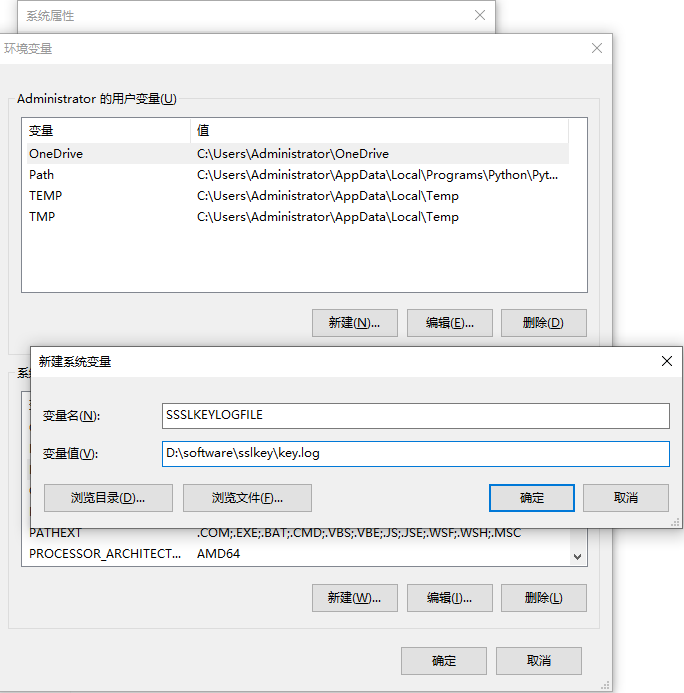 系统属性
环境变量
Administrator 的用户变量(U)
变量 值
OneDrive C:\Users\Administrator\OneDrive
Path C:\Users\Administrator\AppData\Local\Programs\Python\Pyt...
TEMP C:\Users\Administrator\AppData\Local\Temp
TMP C:\Users\Administrator\AppData\Local\Temp
新建(N)... 编辑(E)... 删除(D)
新建系统变量
变量名(N): SSSLKEYLOGFILE
变量值(V): D:\software\sslkey\key.log
浏览目录(D)... 浏览文件(F)... 确定 取消
PATHEXT .COM;.EXE;.BAT;.CMD;.VBS;.VBE;.JS;.JSE;.WSF;.WSH;.MSC
PROCESSOR_ARCHITECT... AMD64
新建(W)... 编辑(I)... 删除(L)
确定 取消